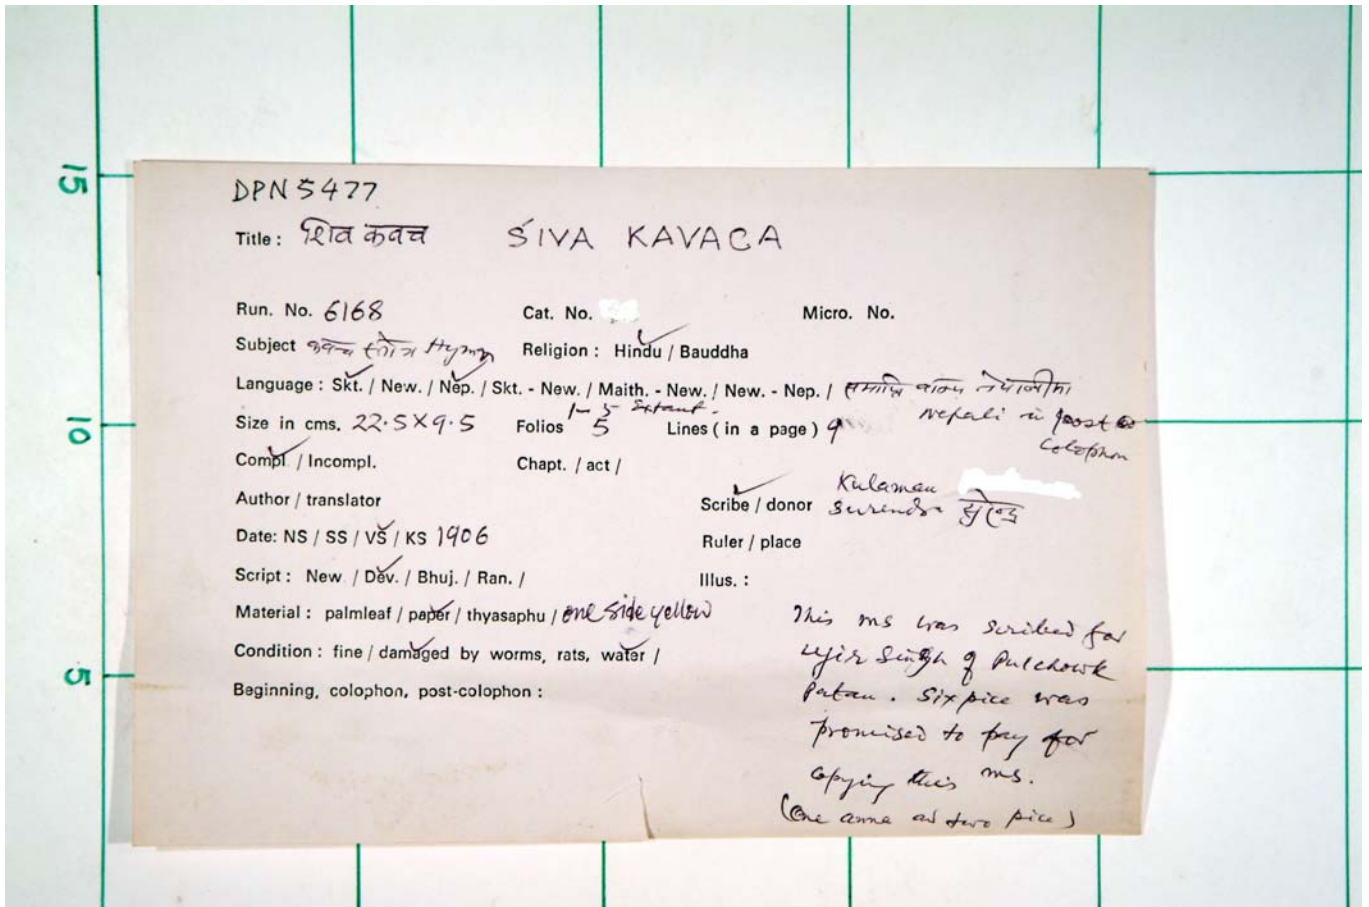 DPN 5477
Title : शिव कवच ŚIVA KAVACA
Run. No. 6168 Cat. No. Micro. No.
Subject कवच स्तोत्र Hymn Religion : Hindu / Bauddha
Language : Skt. / New. / Nep. / Skt. - New. / Maith. - New. / New. - Nep. / समाप्ति वाक्य नेपालीमा
1-5 Extant. Nepali in post
Size in cms. 22.5X9.5 Folios 5 Lines ( in a page ) 9
Colophon
Compl. / Incompl. Chapt. / act /
Kulaman
Author / translator Scribe / donor Surendra
Date: NS / SS / VS / KS 1906 Ruler / place
Script : New. / Dev. / Bhuj. / Ran. / Illus. :
Material : palmleaf / paper / thyasaphu / one side yellow
This ms was scribed for
Condition : fine / damaged by worms, rats, water /
Ujir Singh of Pulchowk
Beginning, colophon, post-colophon :
Patan. Six pice was
promised to pay for
copying this ms.
(One anna and two pice)
15
10
5